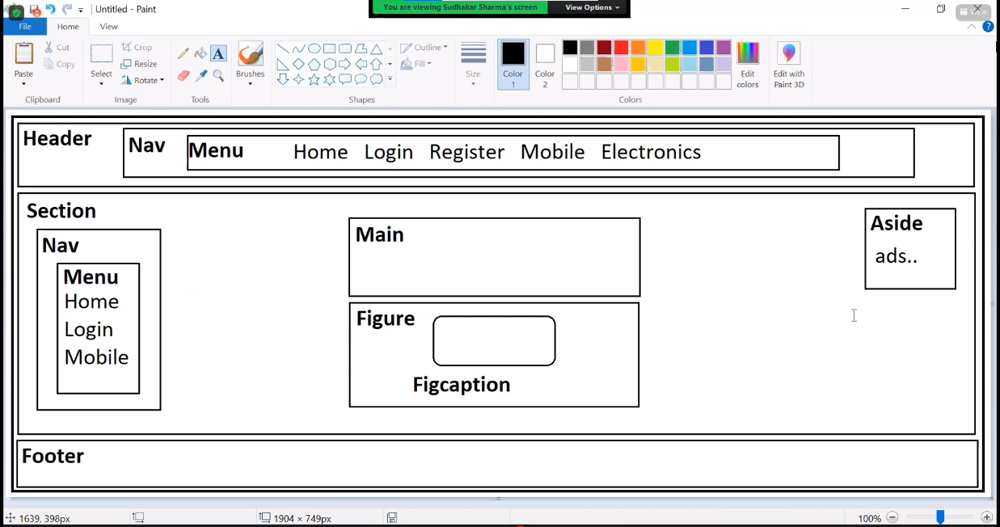 You are viewing Sudhakar Sharma's screen
View Options
Untitled - Paint
View
File
Home
View
Paste
Cut
Copy
Clipboard
Select
Crop
Resize
Rotate
Image
A
Tools
Brushes
Outline
Fill
Shapes
Size
Color
1
Color
2
Edit
colors
Colors
Edit with
Paint 3D
Header
Nav
Menu Home Login Register Mobile Electronics
Section
Nav
Menu
Home
Login
Mobile
Main
Figure
Figcaption
Aside
ads..
Footer
1639, 398px
1904 × 749px
100%